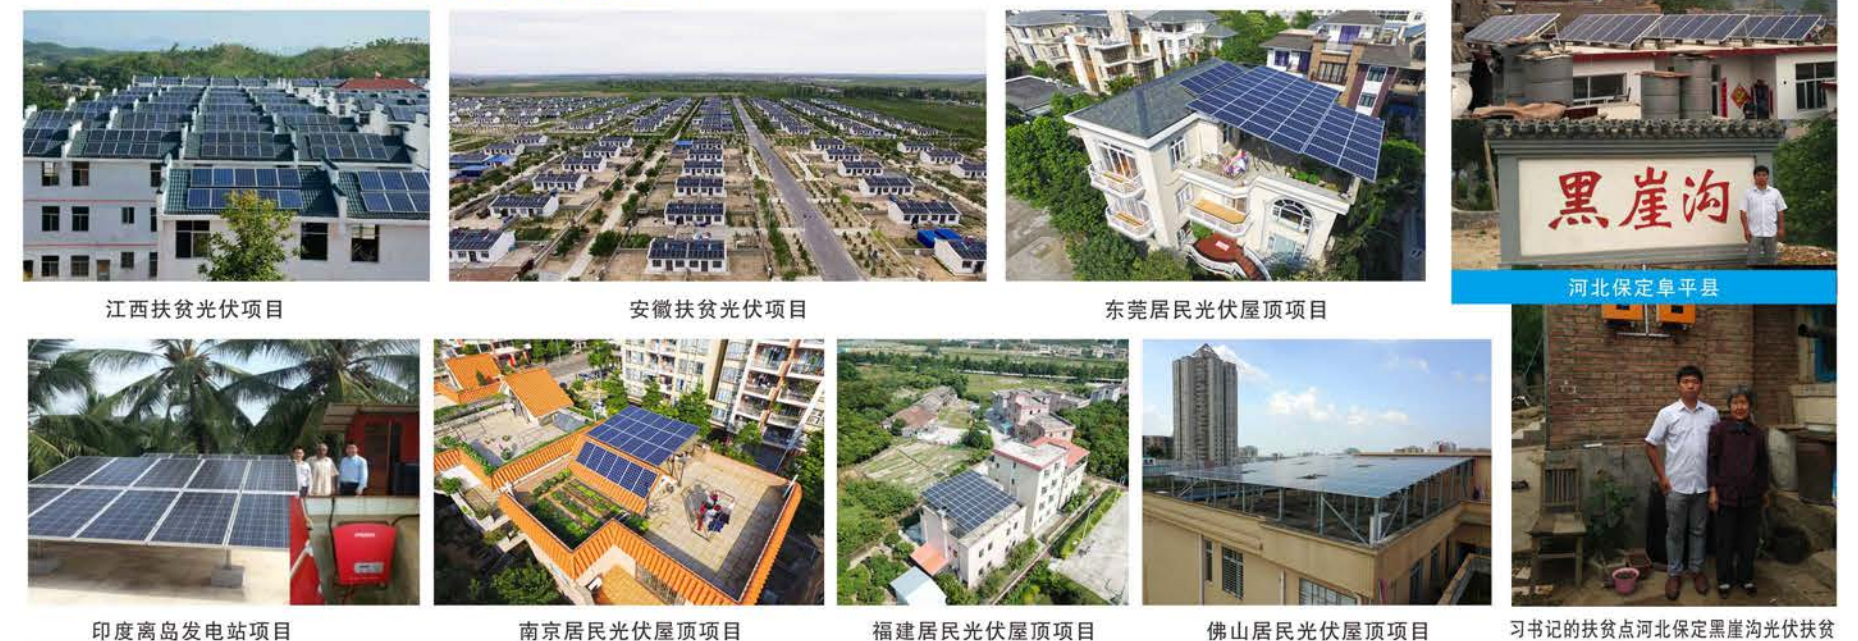 黑崖沟
河北保定阜平县
江西扶贫光伏项目
安徽扶贫光伏项目
东莞居民光伏屋顶项目
印度离岛发电站项目
南京居民光伏屋顶项目
福建居民光伏屋顶项目
佛山居民光伏屋顶项目
习书记的扶贫点河北保定黑崖沟光伏扶贫